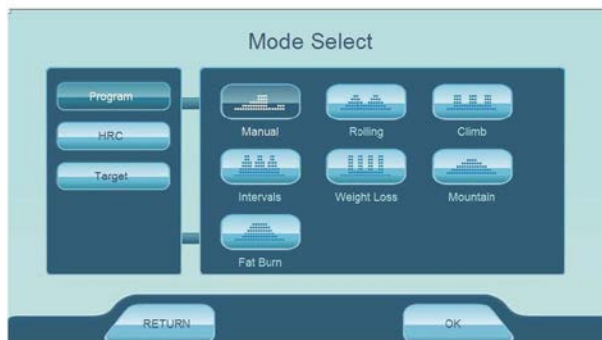 Mode Select
Program
HRC
Target
Manual
Rolling
Climb
Intervals
Weight Loss
Mountain
Fat Burn
RETURN
OK